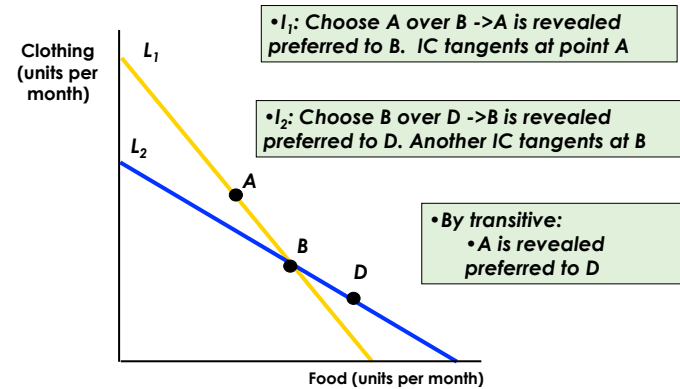 •I1: Choose A over B ->A is revealed
preferred to B.  IC tangents at point A
Clothing
(units per
month)
L1
•I2: Choose B over D ->B is revealed
preferred to D. Another IC tangents at B
L2
A
•By transitive:
•A is revealed
preferred to D
B
D
Food (units per month)